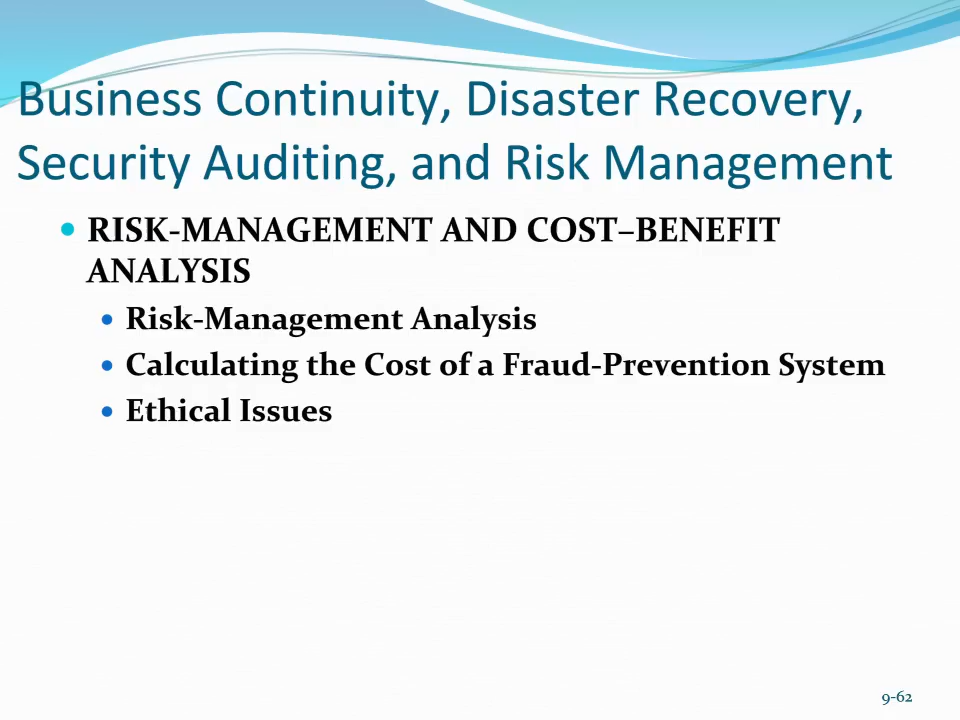 Business Continuity, Disaster Recovery,
Security Auditing, and Risk Management
• RISK-MANAGEMENT AND COST–BENEFIT
ANALYSIS
• Risk-Management Analysis
• Calculating the Cost of a Fraud-Prevention System
• Ethical Issues
9-62